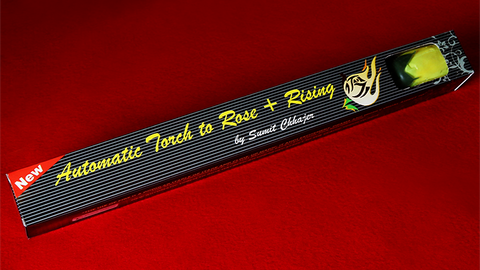 New
Automatic Torch to Rose + Rising
by Sumit Chhajer